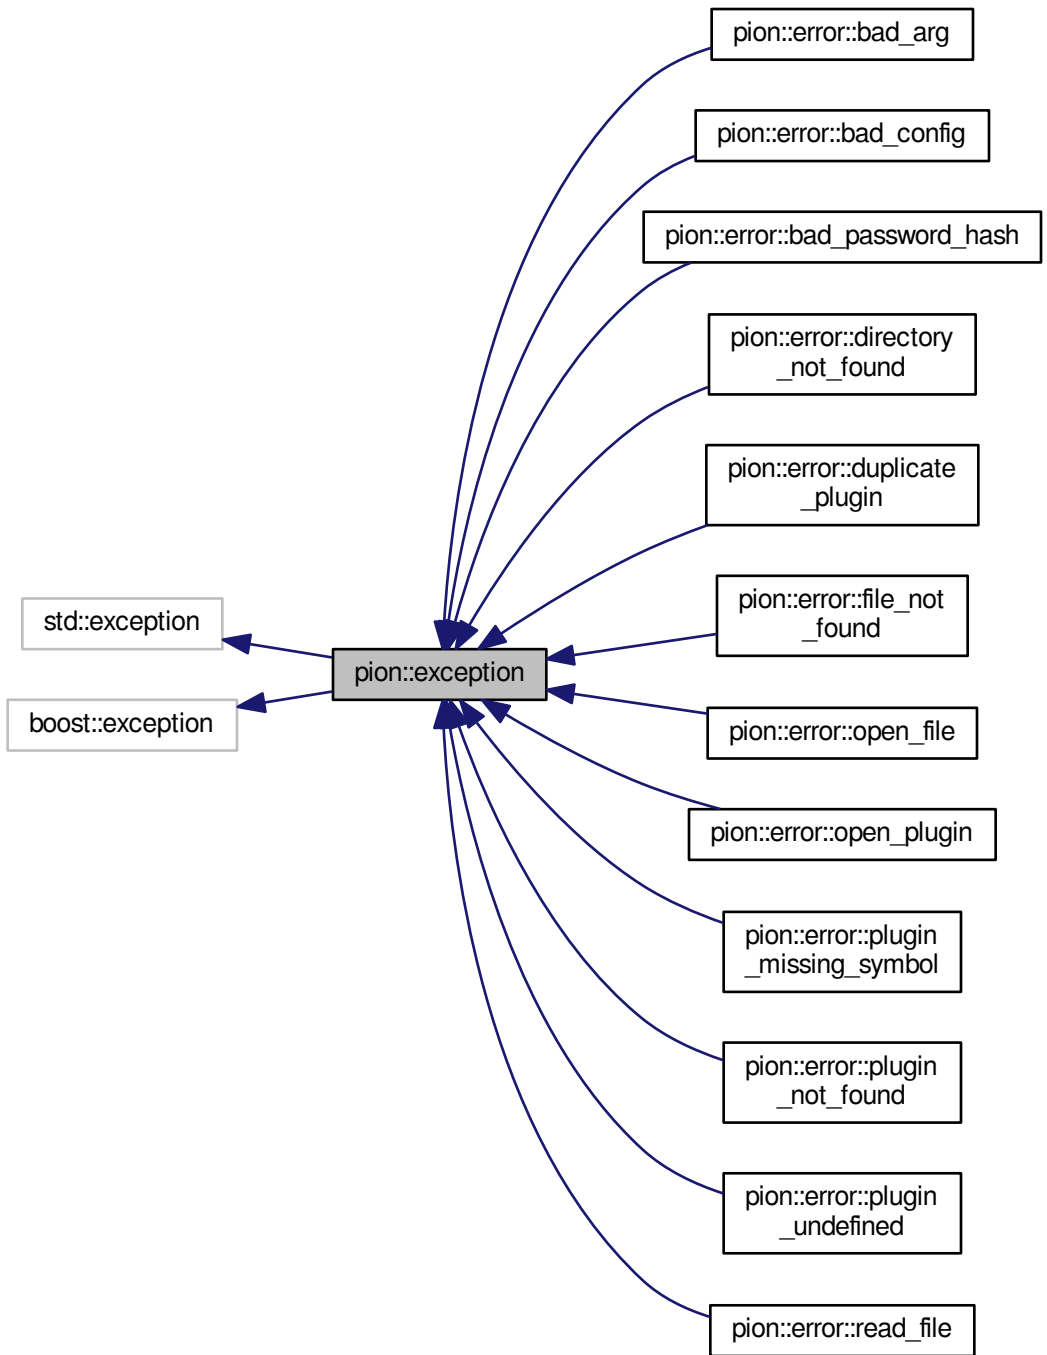 std::exception
boost::exception
pion::exception
pion::error::bad_arg
pion::error::bad_config
pion::error::bad_password_hash
pion::error::directory
_not_found
pion::error::duplicate
_plugin
pion::error::file_not
_found
pion::error::open_file
pion::error::open_plugin
pion::error::plugin
_missing_symbol
pion::error::plugin
_not_found
pion::error::plugin
_undefined
pion::error::read_file